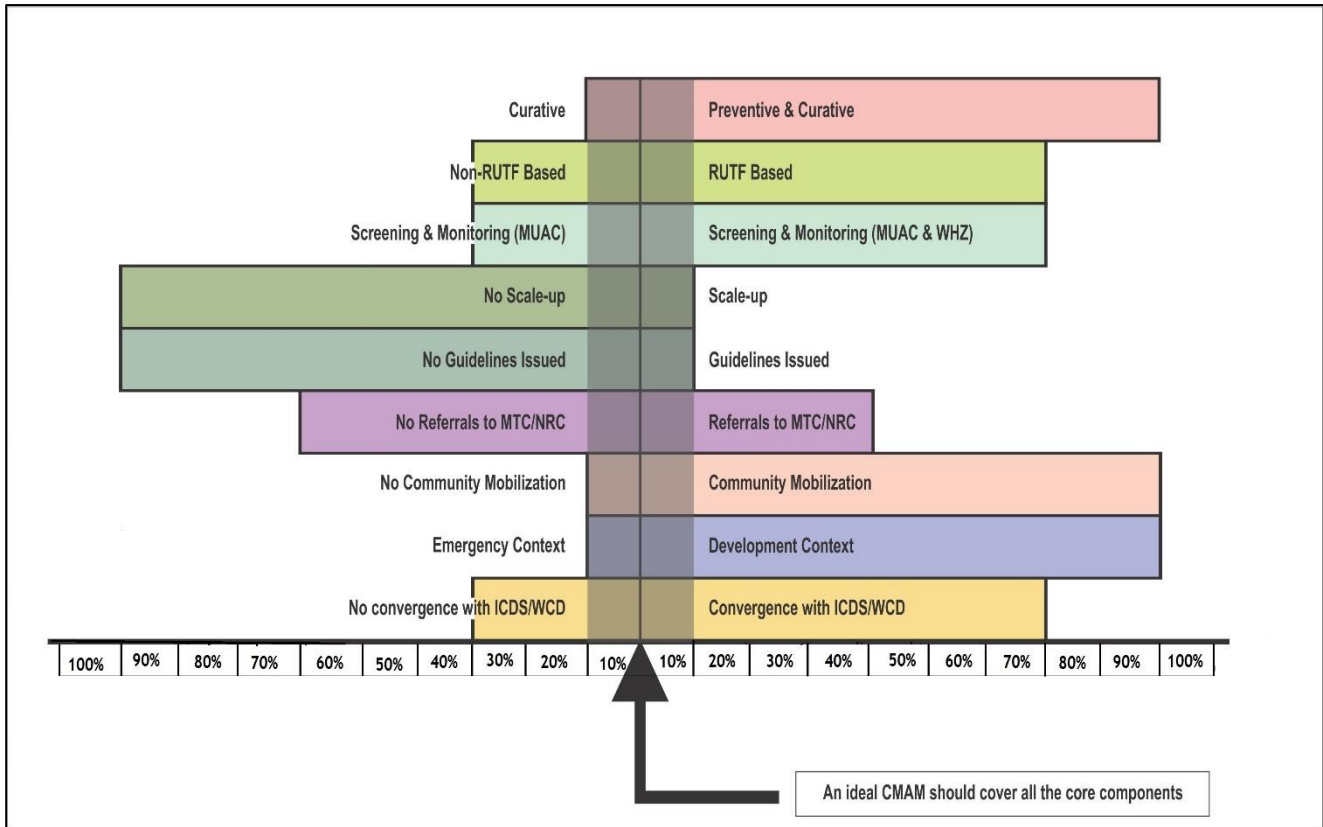 Curative Preventive & Curative
Non-RUTF Based RUTF Based
Screening & Monitoring (MUAC) Screening & Monitoring (MUAC & WHZ)
No Scale-up Scale-up
No Guidelines Issued Guidelines Issued
No Referrals to MTC/NRC Referrals to MTC/NRC
No Community Mobilization Community Mobilization
Emergency Context Development Context
No convergence with ICDS/WCD Convergence with ICDS/WCD
100% 90% 80% 70% 60% 50% 40% 30% 20% 10% 10% 20% 30% 40% 50% 60% 70% 80% 90% 100%
An ideal CMAM should cover all the core components